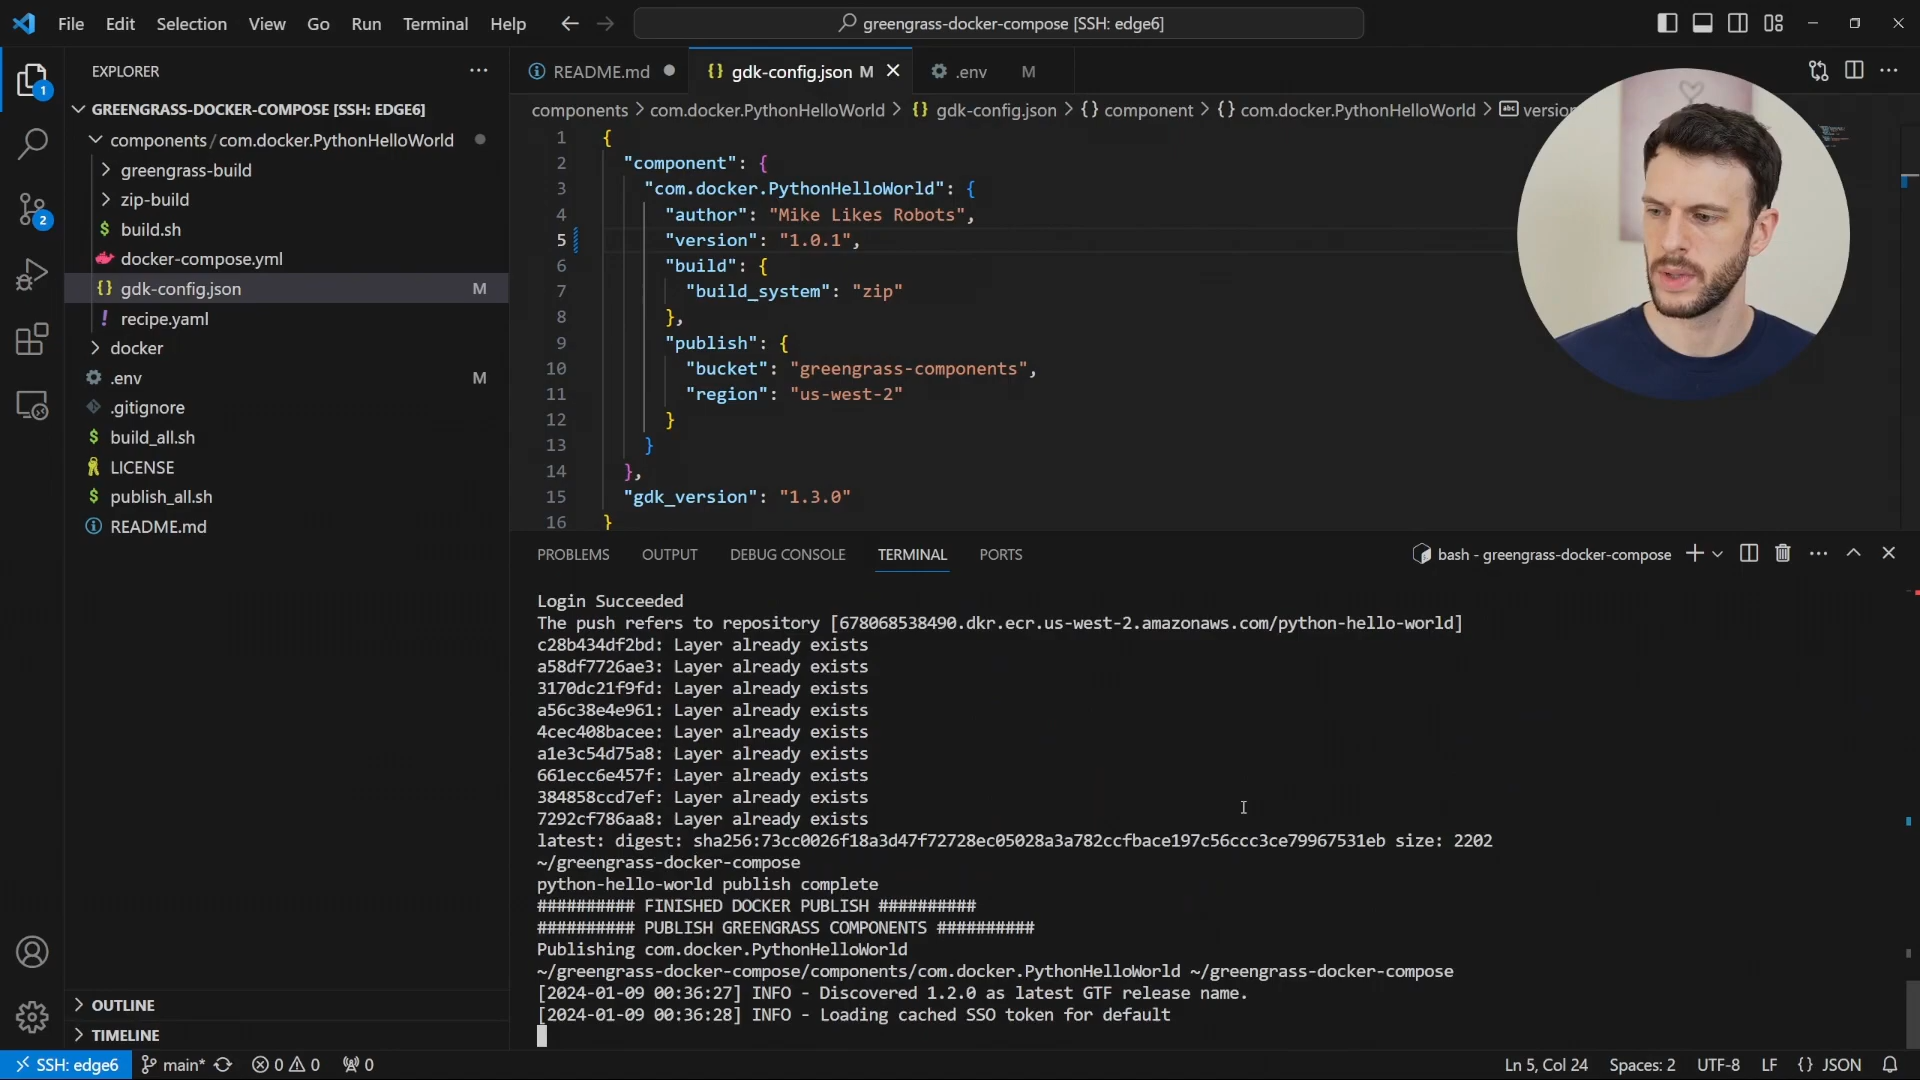 File Edit Selection View Go Run Terminal Help
greengrass-docker-compose [SSH: edge6]
EXPLORER
GREENGRASS-DOCKER-COMPOSE [SSH: EDGE6]
components / com.docker.PythonHelloWorld
greengrass-build
zip-build
$ build.sh
docker-compose.yml
{} gdk-config.json M
! recipe.yaml
docker
.env M
.gitignore
$ build_all.sh
LICENSE
$ publish_all.sh
README.md
OUTLINE
TIMELINE
1
2
README.md
{} gdk-config.json M
.env M
components > com.docker.PythonHelloWorld > {} gdk-config.json > {} component > {} com.docker.PythonHelloWorld > abc
1 {
2 "component": {
3 "com.docker.PythonHelloWorld": {
4 "author": "Mike Likes Robots",
5 "version": "1.0.1",
6 "build": {
7 "build_system": "zip"
8 },
9 "publish": {
10 "bucket": "greengrass-components",
11 "region": "us-west-2"
12 }
13 }
14 },
15 "gdk_version": "1.3.0"
16 }
PROBLEMS OUTPUT DEBUG CONSOLE TERMINAL PORTS
bash - greengrass-docker-compose
Login Succeeded
The push refers to repository [678068538490.dkr.ecr.us-west-2.amazonaws.com/python-hello-world]
c28b434df2bd: Layer already exists
a58df7726ae3: Layer already exists
3170dc21f9fd: Layer already exists
a56c38e4e961: Layer already exists
4cec408bacee: Layer already exists
a1e3c54d75a8: Layer already exists
661ecc6e457f: Layer already exists
384858ccd7ef: Layer already exists
7292cf786aa8: Layer already exists
latest: digest: sha256:73cc0026f18a3d47f72728ec05028a3a782ccfbace197c56ccc3ce79967531eb size: 2202
~/greengrass-docker-compose
python-hello-world publish complete
########## FINISHED DOCKER PUBLISH ##########
########## PUBLISH GREENGRASS COMPONENTS ##########
Publishing com.docker.PythonHelloWorld
~/greengrass-docker-compose/components/com.docker.PythonHelloWorld ~/greengrass-docker-compose
[2024-01-09 00:36:27] INFO - Discovered 1.2.0 as latest GTF release name.
[2024-01-09 00:36:28] INFO - Loading cached SSO token for default
SSH: edge6 main* 0 0 0
Ln 5, Col 24 Spaces: 2 UTF-8 LF {} JSON